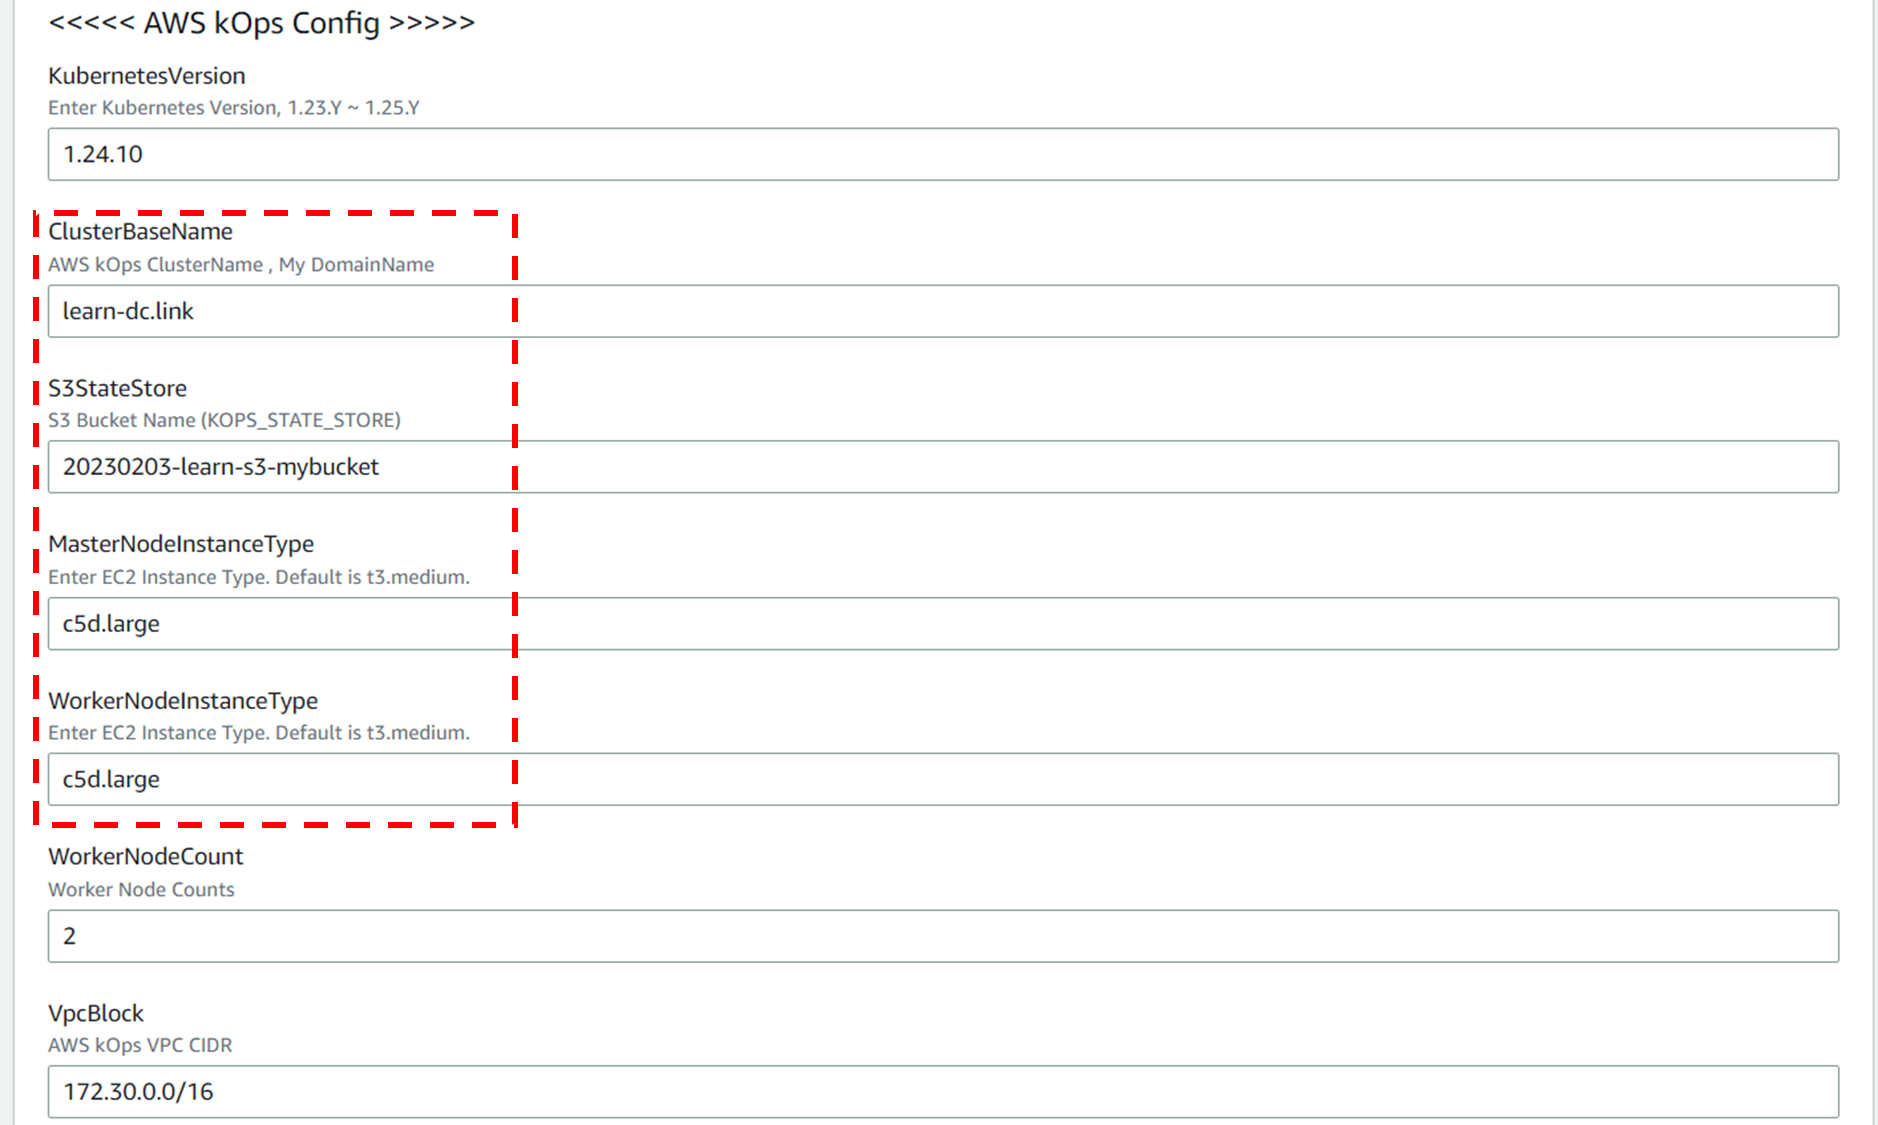 <<<<< AWS kOps Config >>>>>
KubernetesVersion
Enter Kubernetes Version, 1.23.Y ~ 1.25.Y
1.24.10
ClusterBaseName
AWS kOps ClusterName , My DomainName
learn-dc.link
S3StateStore
S3 Bucket Name (KOPS_STATE_STORE)
20230203-learn-s3-mybucket
MasterNodeInstanceType
Enter EC2 Instance Type. Default is t3.medium.
c5d.large
WorkerNodeInstanceType
Enter EC2 Instance Type. Default is t3.medium.
c5d.large
WorkerNodeCount
Worker Node Counts
2
VpcBlock
AWS kOps VPC CIDR
172.30.0.0/16